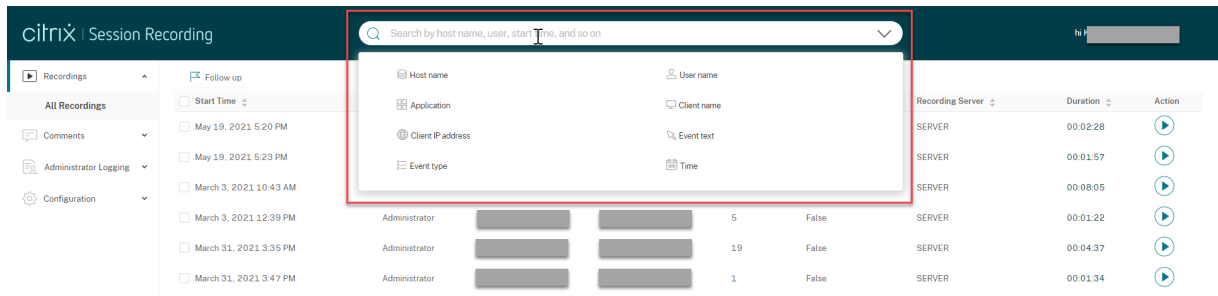 citrix | Session Recording
Search by host name, user, start time, and so on
hi
Recordings
Follow up
Host name
User name
All Recordings
Start Time
Application
Client name
Recording Server
Duration
Action
Comments
May 19, 2021 5:20 PM
Client IP address
Event text
SERVER
00:02:28
Administrator Logging
May 19, 2021 5:23 PM
Event type
Time
SERVER
00:01:57
Configuration
March 3, 2021 10:43 AM
SERVER
00:08:05
March 3, 2021 12:39 PM Administrator 5 False SERVER 00:01:22
March 31, 2021 3:35 PM Administrator 19 False SERVER 00:04:37
March 31, 2021 3:47 PM Administrator 1 False SERVER 00:01:34